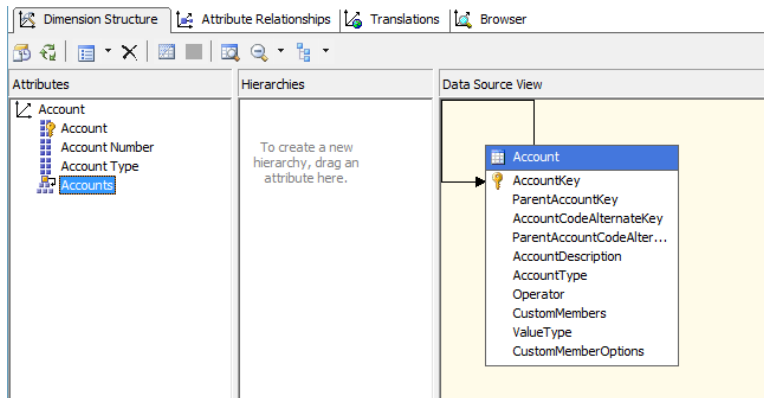 Dimension Structure Attribute Relationships Translations Browser
Attributes Hierarchies Data Source View
Account
Account
Account Number
Account Type
Accounts
To create a new
hierarchy, drag an
attribute here.
Account
AccountKey
ParentAccountKey
AccountCodeAlternateKey
ParentAccountCodeAlter...
AccountDescription
AccountType
Operator
CustomMembers
ValueType
CustomMemberOptions